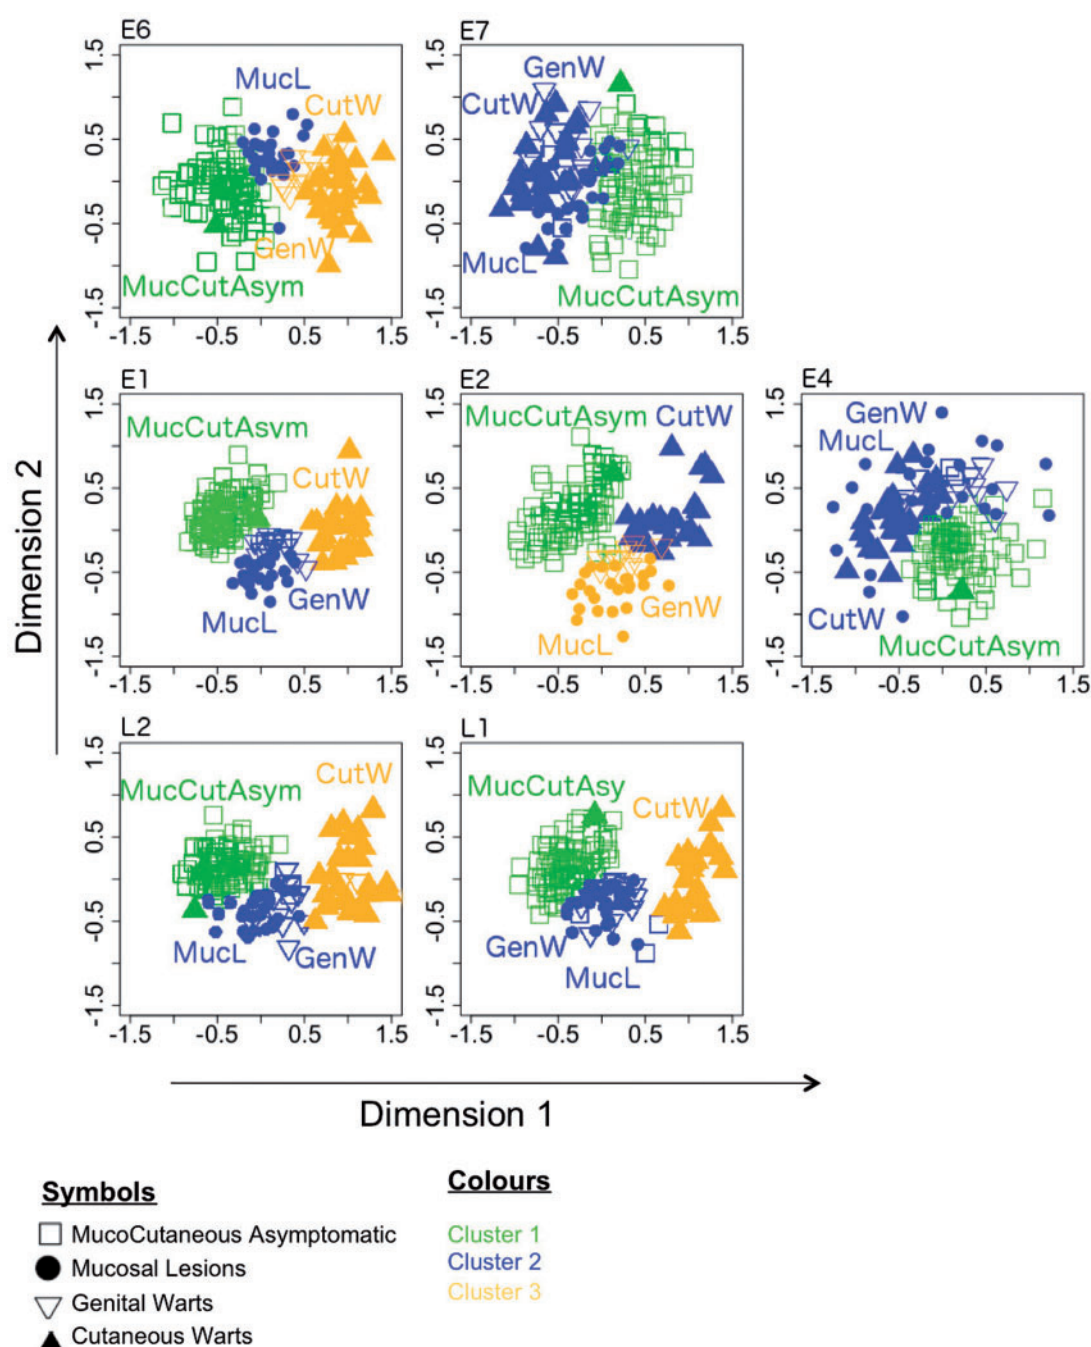 E6
1.5
0.5
-0.5
-1.5
MucL
CutW
GenW
MucCutAsym
-1.5 -0.5 0.5 1.5
E7
1.5
0.5
-0.5
-1.5
GenW
CutW
MucL
MucCutAsym
-1.5 -0.5 0.5 1.5
Dimension 2
E1
1.5
0.5
-0.5
-1.5
MucCutAsym
CutW
GenW
MucL
-1.5 -0.5 0.5 1.5
E2
1.5
0.5
-0.5
-1.5
MucCutAsym CutW
GenW
MucL
-1.5 -0.5 0.5 1.5
E4
1.5
0.5
-0.5
-1.5
GenW
MucL
CutW
MucCutAsym
-1.5 -0.5 0.5 1.5
L2
1.5
0.5
-0.5
-1.5
CutW
MucCutAsym
MucL GenW
-1.5 -0.5 0.5 1.5
L1
1.5
0.5
-0.5
-1.5
MucCutAsy
CutW
GenW
MucL
-1.5 -0.5 0.5 1.5
Dimension 1
Symbols
MucoCutaneous Asymptomatic
Mucosal Lesions
Genital Warts
Cutaneous Warts
Colours
Cluster 1
Cluster 2
Cluster 3